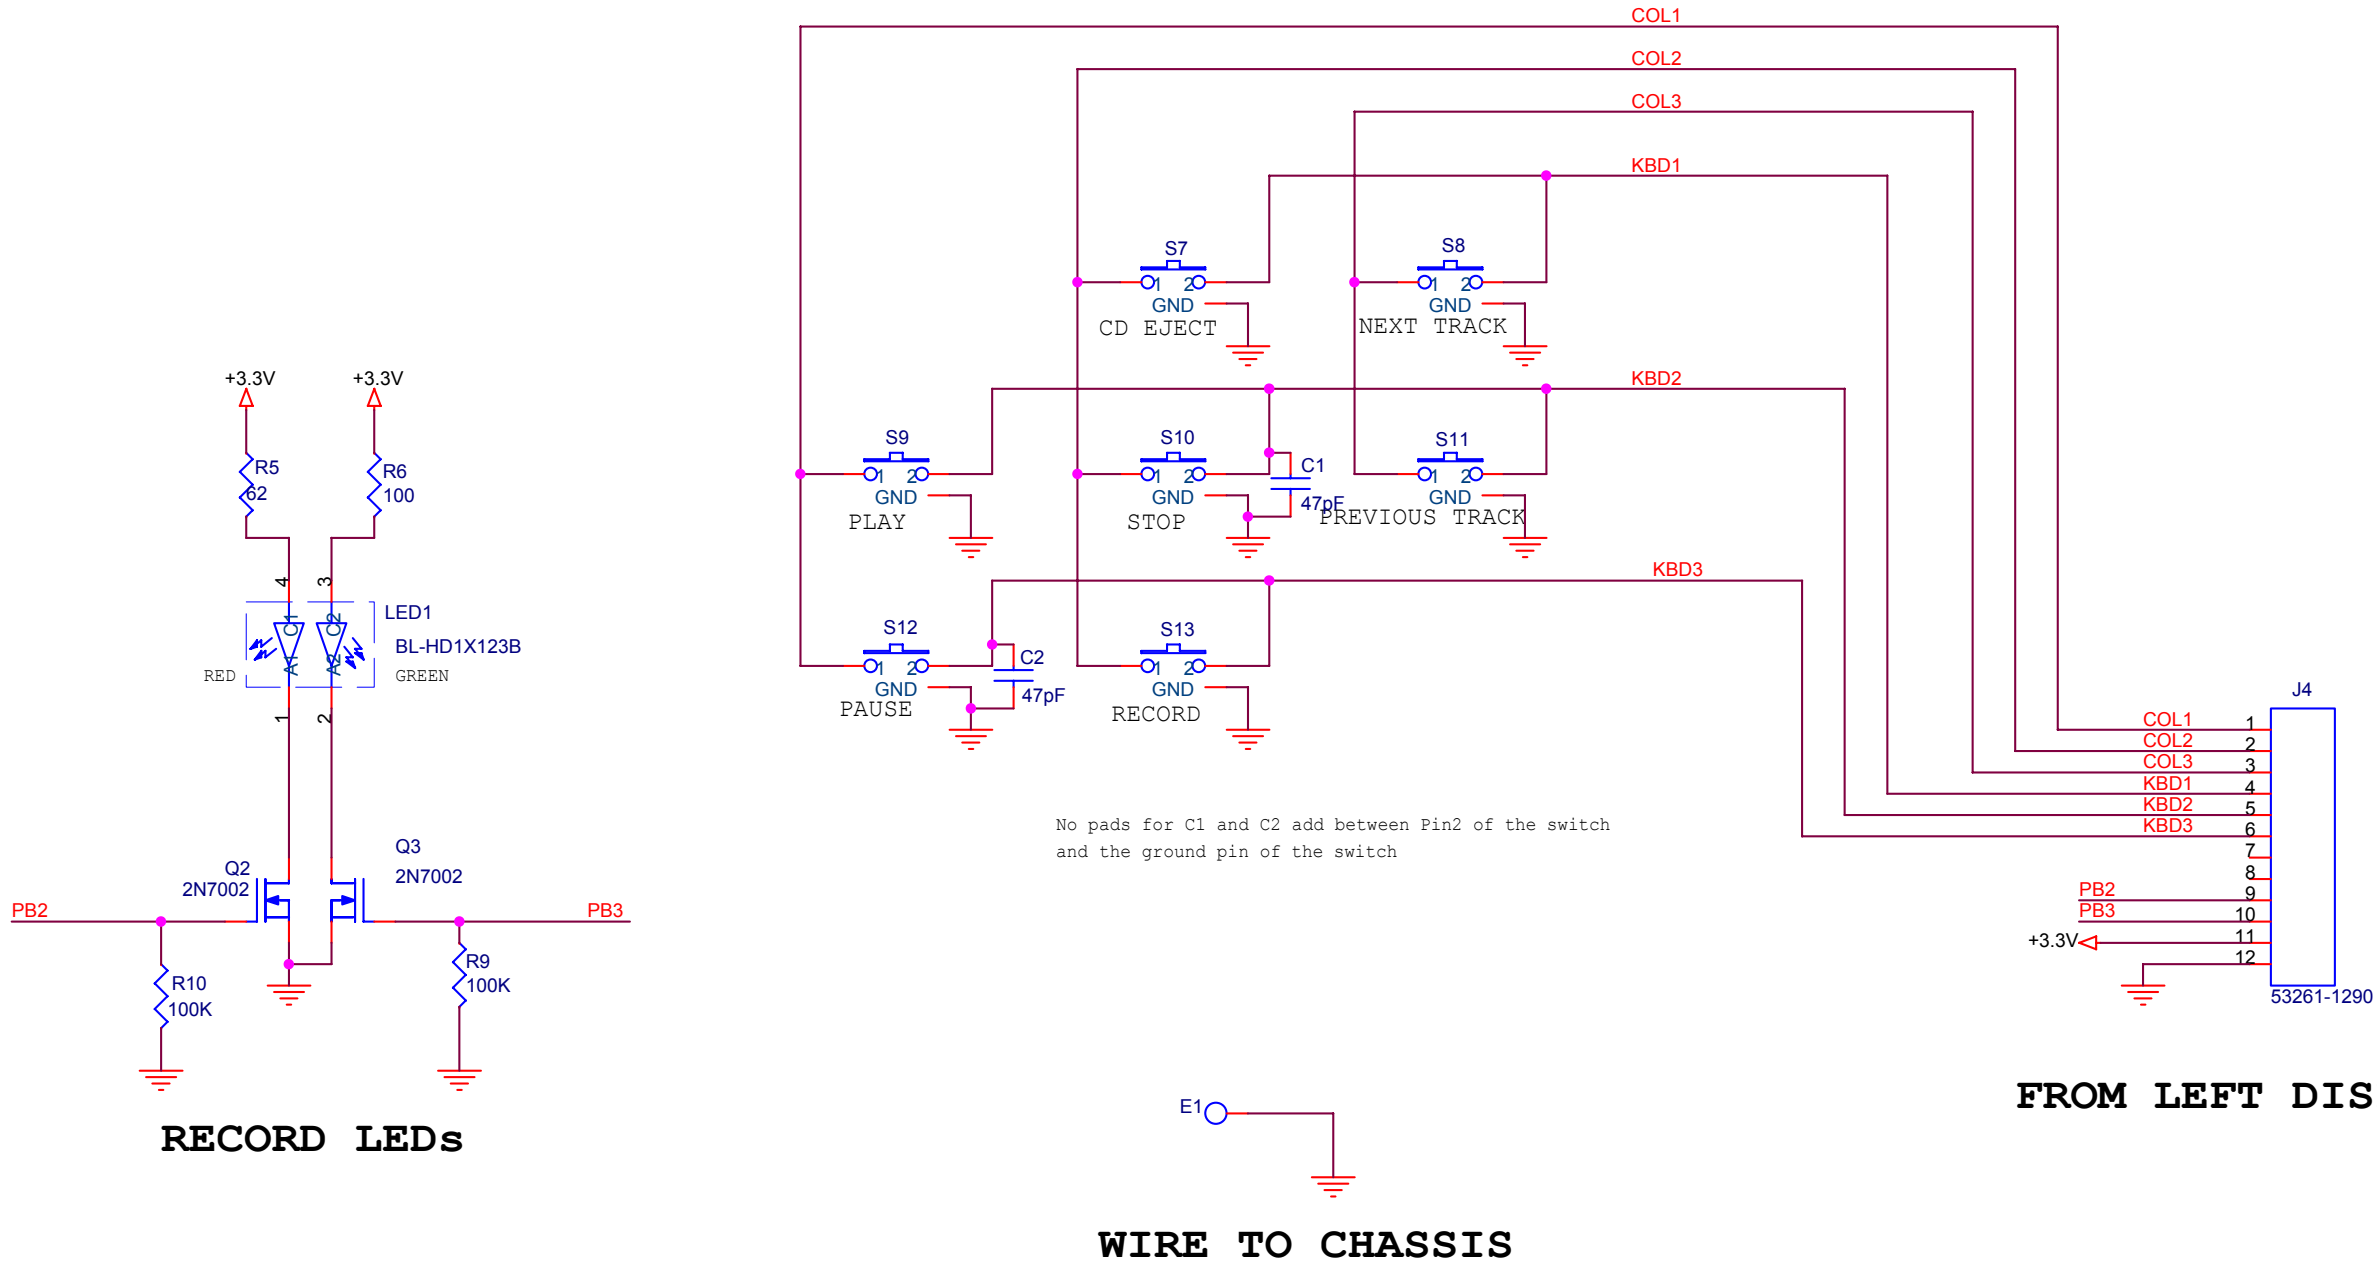 COL1
COL2
COL3
KBD1
S7
1 2
GND
CD EJECT
S8
1 2
GND
NEXT TRACK
KBD2
S9
1 2
GND
PLAY
S10
1 2
GND
STOP
C1
47pF
S11
1 2
GND
PREVIOUS TRACK
KBD3
S12
1 2
GND
PAUSE
C2
47pF
S13
1 2
GND
RECORD
No pads for C1 and C2 add between Pin2 of the switch
and the ground pin of the switch
+3.3V
+3.3V
R5
62
R6
100
4
3
C1
C2
A1
A2
LED1
BL-HD1X123B
RED
GREEN
1
2
Q2
2N7002
Q3
2N7002
PB2
PB3
R10
100K
R9
100K
RECORD LEDs
J4
COL1 1
COL2 2
COL3 3
KBD1 4
KBD2 5
KBD3 6
7
8
PB2 9
PB3 10
+3.3V 11
12
53261-1290
FROM LEFT DIS
E1
WIRE TO CHASSIS